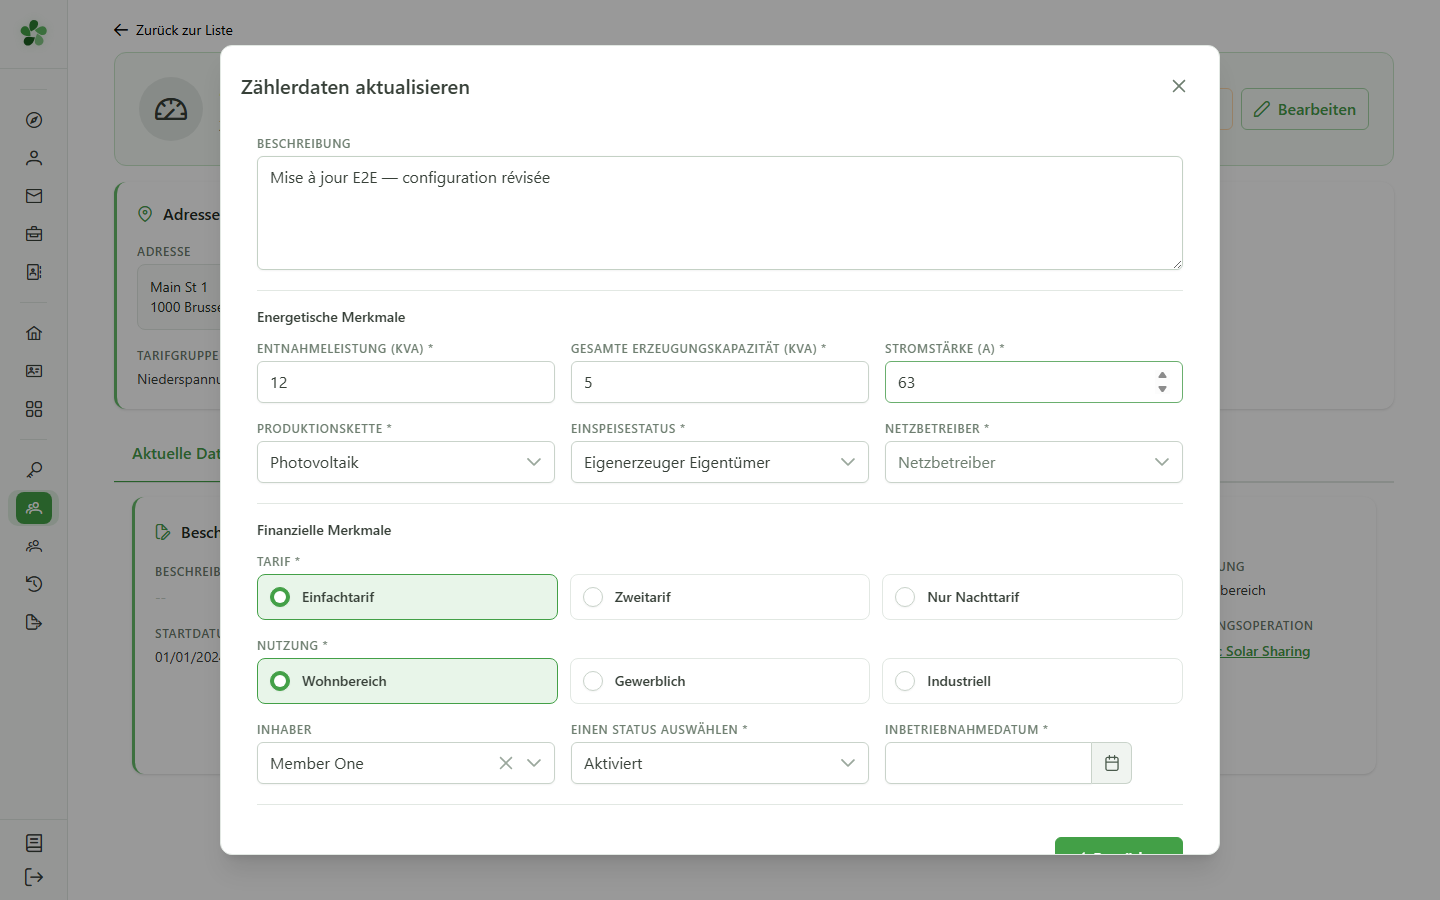 Zurück zur Liste
Bearbeiten
Zählerdaten aktualisieren
BESCHREIBUNG
Mise à jour E2E — configuration révisée
Energetische Merkmale
ENTNAHMELEISTUNG (KVA) *
GESAMTE ERZEUGUNGSKAPAZITÄT (KVA) *
STROMSTÄRKE (A) *
12
5
63
PRODUKTIONSKETTE *
EINSPEISESTATUS *
NETZBETREIBER *
Photovoltaik
Eigenerzeuger Eigentümer
Netzbetreiber
Finanzielle Merkmale
TARIF *
Einfachtarif
Zweitarif
Nur Nachttarif
NUTZUNG *
Wohnbereich
Gewerblich
Industriell
INHABER
EINEN STATUS AUSWÄHLEN *
INBETRIEBNAHMEDATUM *
Member One
Aktiviert
Adresse
ADRESSE
Main St 1
1000 Brusse
TARIFGRUPPE
Niederspannu
Aktuelle Dat
Besch
BESCHREIB
--
STARTDATU
01/01/202
UNG
bereich
NGSOPERATION
: Solar Sharing